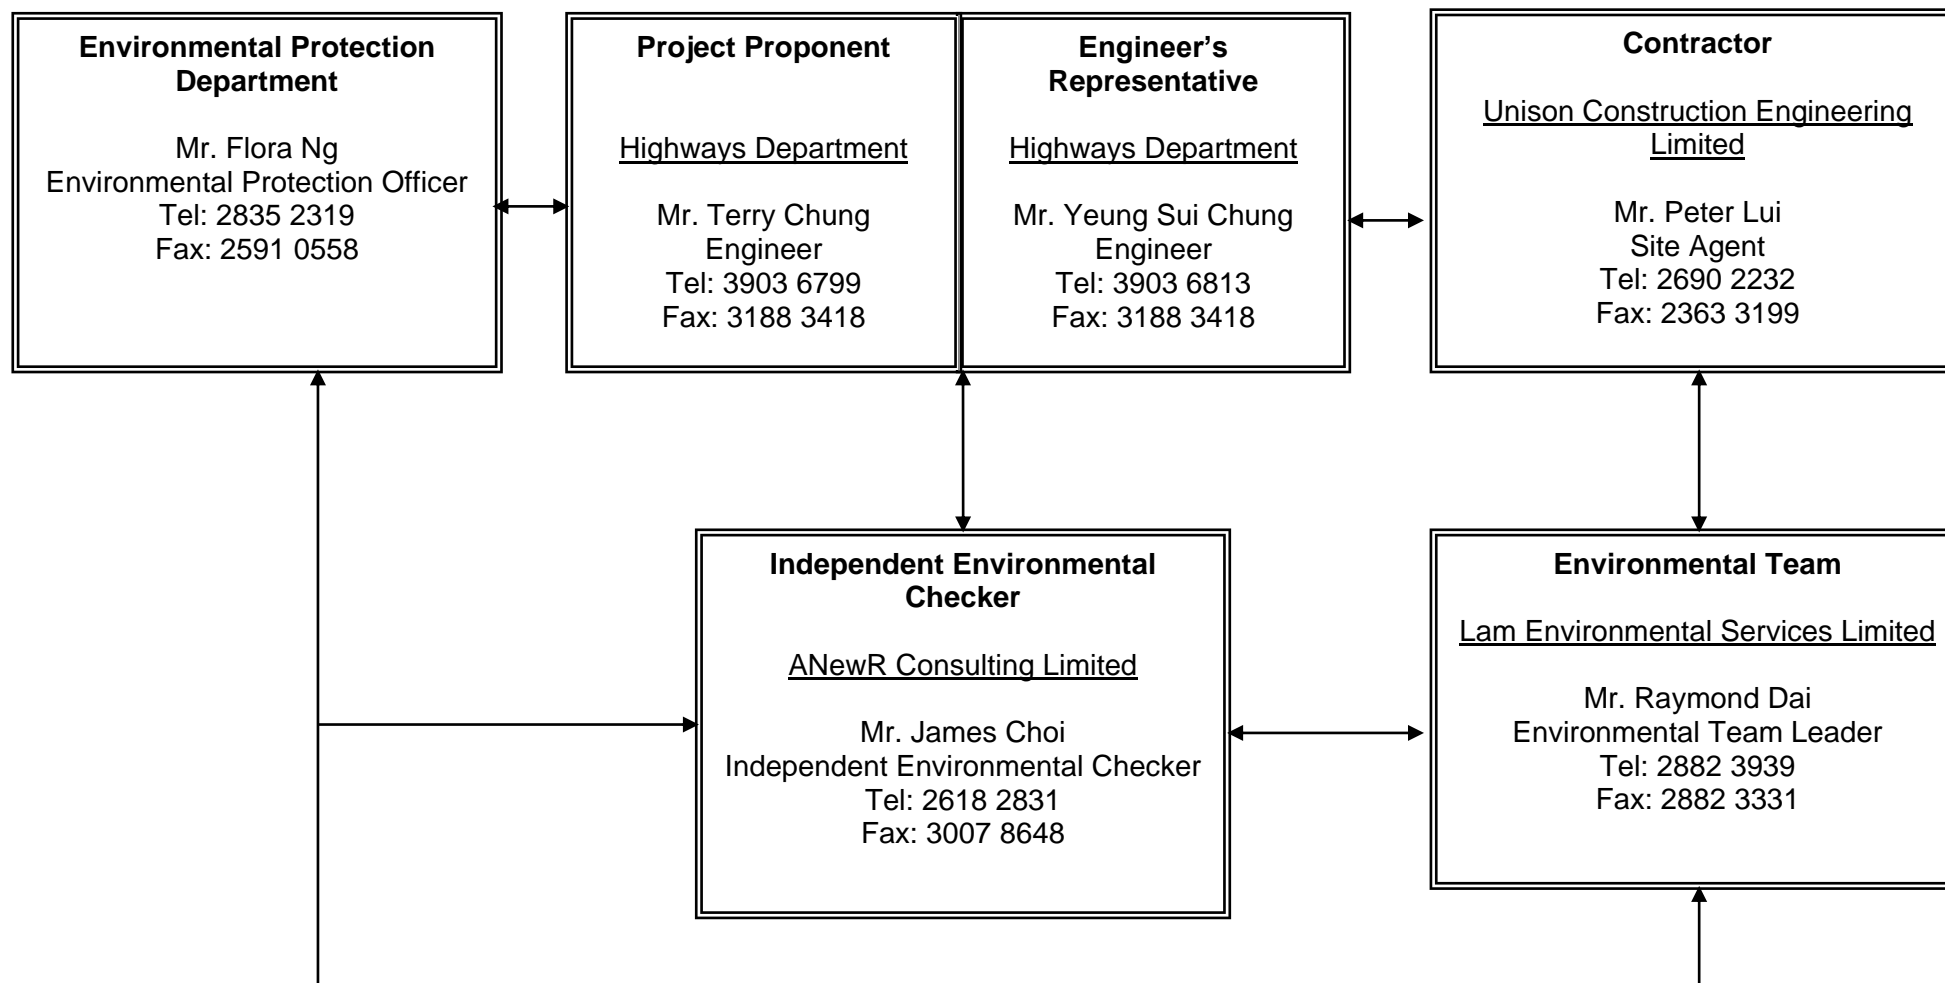 Environmental Protection
Department
Mr. Flora Ng
Environmental Protection Officer
Tel: 2835 2319
Fax: 2591 0558
Project Proponent
Highways Department
Mr. Terry Chung
Engineer
Tel: 3903 6799
Fax: 3188 3418
Engineer’s
Representative
Highways Department
Mr. Yeung Sui Chung
Engineer
Tel: 3903 6813
Fax: 3188 3418
Contractor
Unison Construction Engineering
Limited
Mr. Peter Lui
Site Agent
Tel: 2690 2232
Fax: 2363 3199
Independent Environmental
Checker
ANewR Consulting Limited
Mr. James Choi
Independent Environmental Checker
Tel: 2618 2831
Fax: 3007 8648
Environmental Team
Lam Environmental Services Limited
Mr. Raymond Dai
Environmental Team Leader
Tel: 2882 3939
Fax: 2882 3331